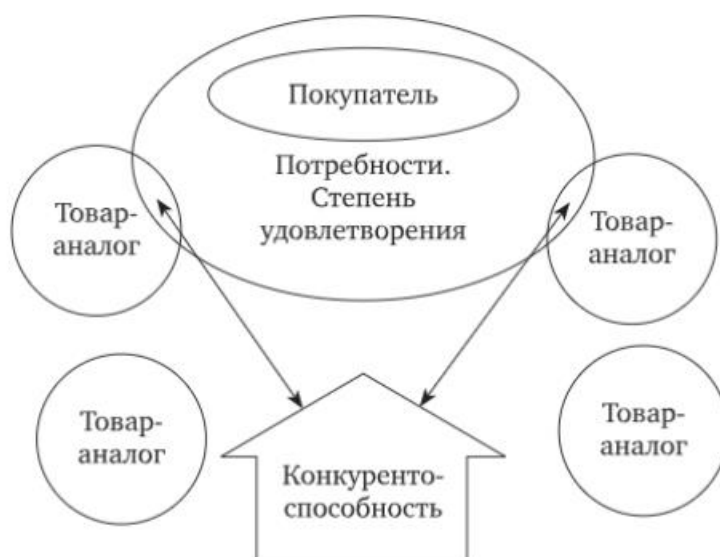 Покупатель
Потребности.
Степень
удовлетворения
Товар-
аналог
Товар-
аналог
Товар-
аналог
Товар-
аналог
Конкуренто-
способность